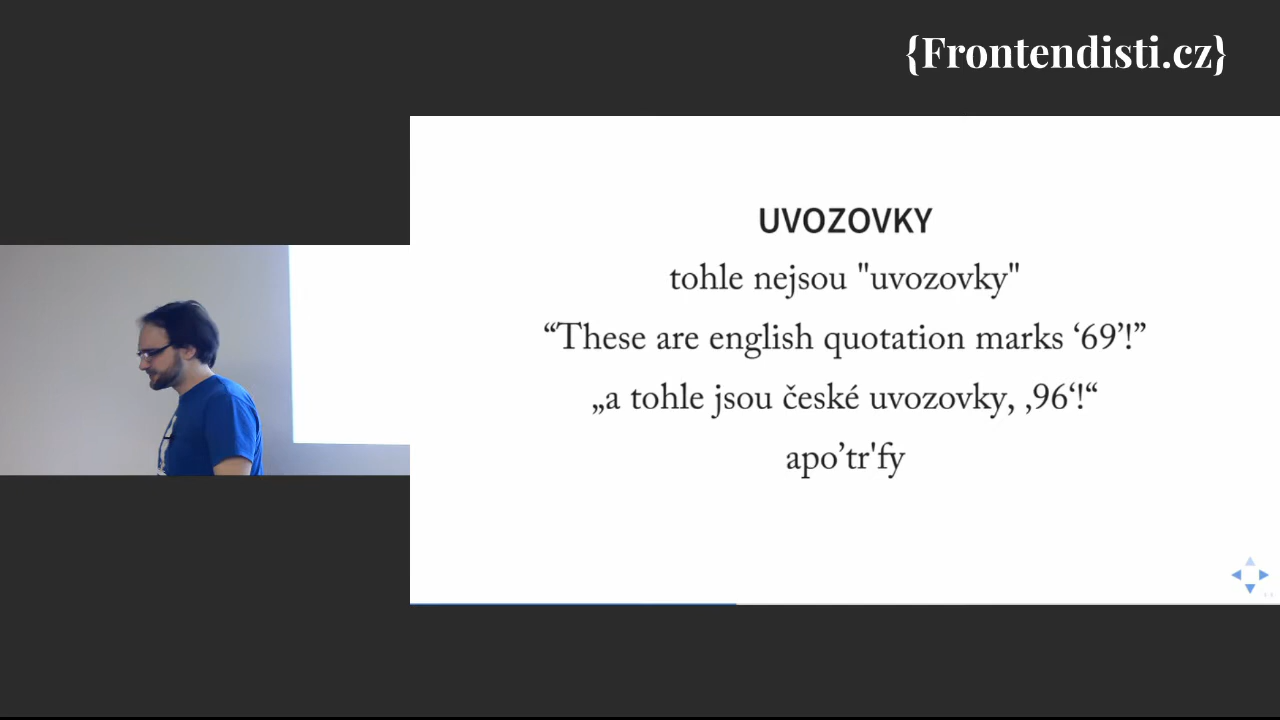 {Frontendisti.cz}
UVOZOVKY
tohle nejsou "uvozovky"
“These are english quotation marks ‘69’!”
„a tohle jsou české uvozovky, ‚96‘!“
apo’tr'fy